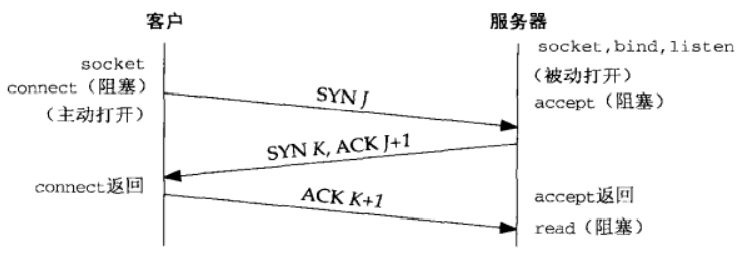 客户
服务器
socket
connect（阻塞）
（主动打开）
socket,bind,listen
（被动打开）
accept（阻塞）
SYN J
SYN K, ACK J+1
connect返回
ACK K+1
accept返回
read（阻塞）